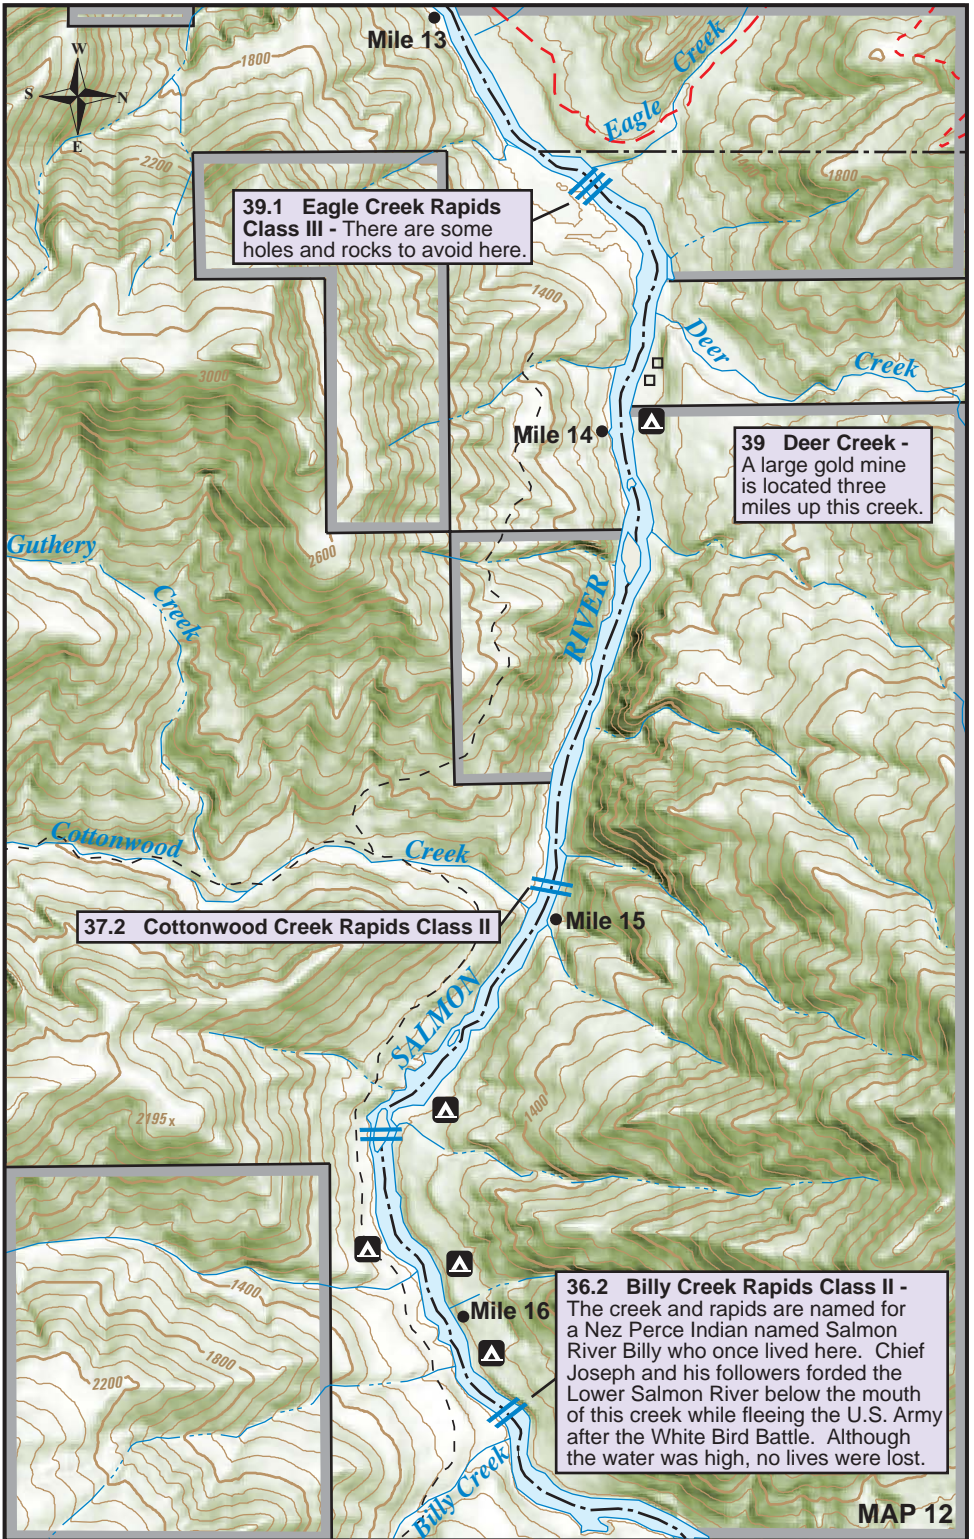 Mile 13
W
S N
E
1800
2200
Creek
Eagle
1800
39.1 Eagle Creek Rapids
Class III - There are some
holes and rocks to avoid here.
1400
Deer
Creek
3000
Mile 14
39 Deer Creek -
A large gold mine
is located three
miles up this creek.
Guthery
Creek
2600
RIVER
Cottonwood
Creek
37.2 Cottonwood Creek Rapids Class II
Mile 15
SALMON
2195 x
1400
1400
1800
2200
Mile 16
36.2 Billy Creek Rapids Class II -
The creek and rapids are named for
a Nez Perce Indian named Salmon
River Billy who once lived here. Chief
Joseph and his followers forded the
Lower Salmon River below the mouth
of this creek while fleeing the U.S. Army
after the White Bird Battle. Although
the water was high, no lives were lost.
Billy Creek
MAP 12